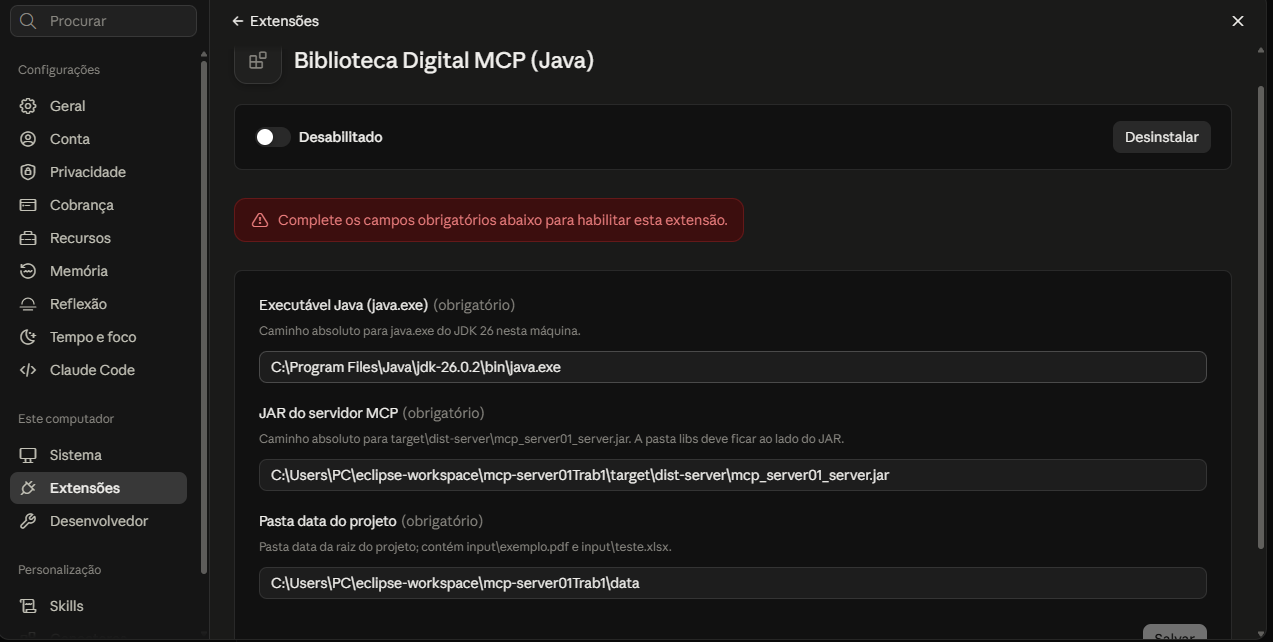 Procurar
Configurações
Geral
Conta
Privacidade
Cobrança
Recursos
Memória
Reflexão
Tempo e foco
Claude Code
Este computador
Sistema
Extensões
Desenvolvedor
Personalização
Skills
← Extensões
Biblioteca Digital MCP (Java)
Desabilitado
Desinstalar
Complete os campos obrigatórios abaixo para habilitar esta extensão.
Executável Java (java.exe) (obrigatório)
Caminho absoluto para java.exe do JDK 26 nesta máquina.
C:\Program Files\Java\jdk-26.0.2\bin\java.exe
JAR do servidor MCP (obrigatório)
Caminho absoluto para target\dist-server\mcp_server01_server.jar. A pasta libs deve ficar ao lado do JAR.
C:\Users\PC\eclipse-workspace\mcp-server01Trab1\target\dist-server\mcp_server01_server.jar
Pasta data do projeto (obrigatório)
Pasta data da raiz do projeto; contém input\exemplo.pdf e input\teste.xlsx.
C:\Users\PC\eclipse-workspace\mcp-server01Trab1\data
Salvar